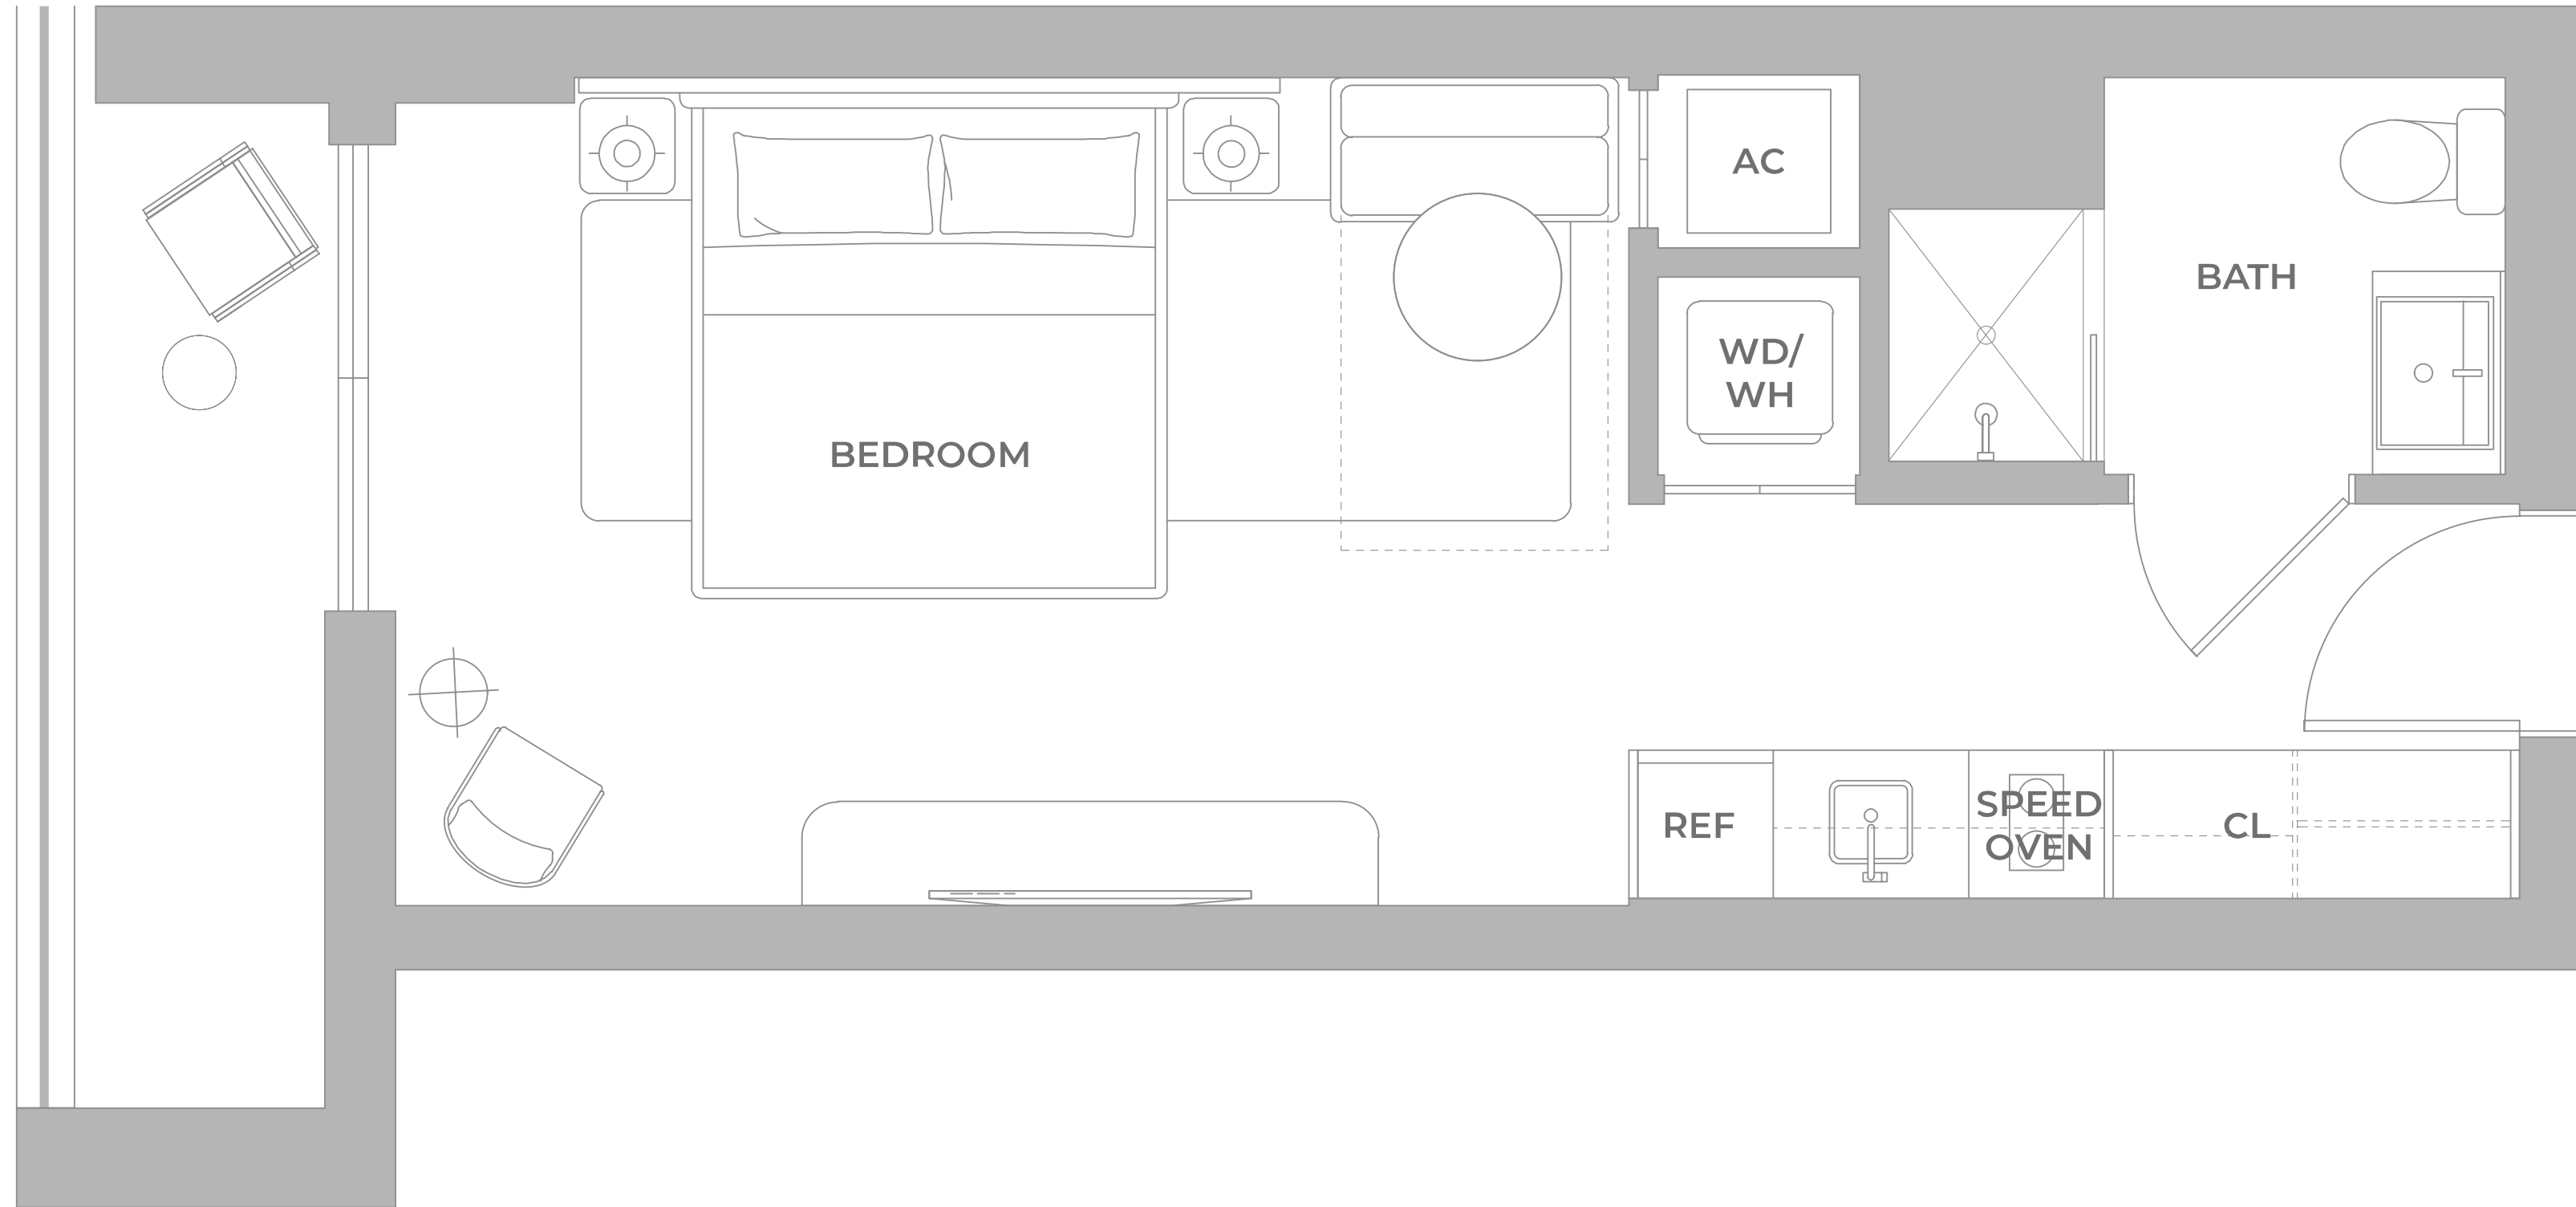 AC
BATH
WD/
WH
BEDROOM
REF
SPEED
OVEN
CL